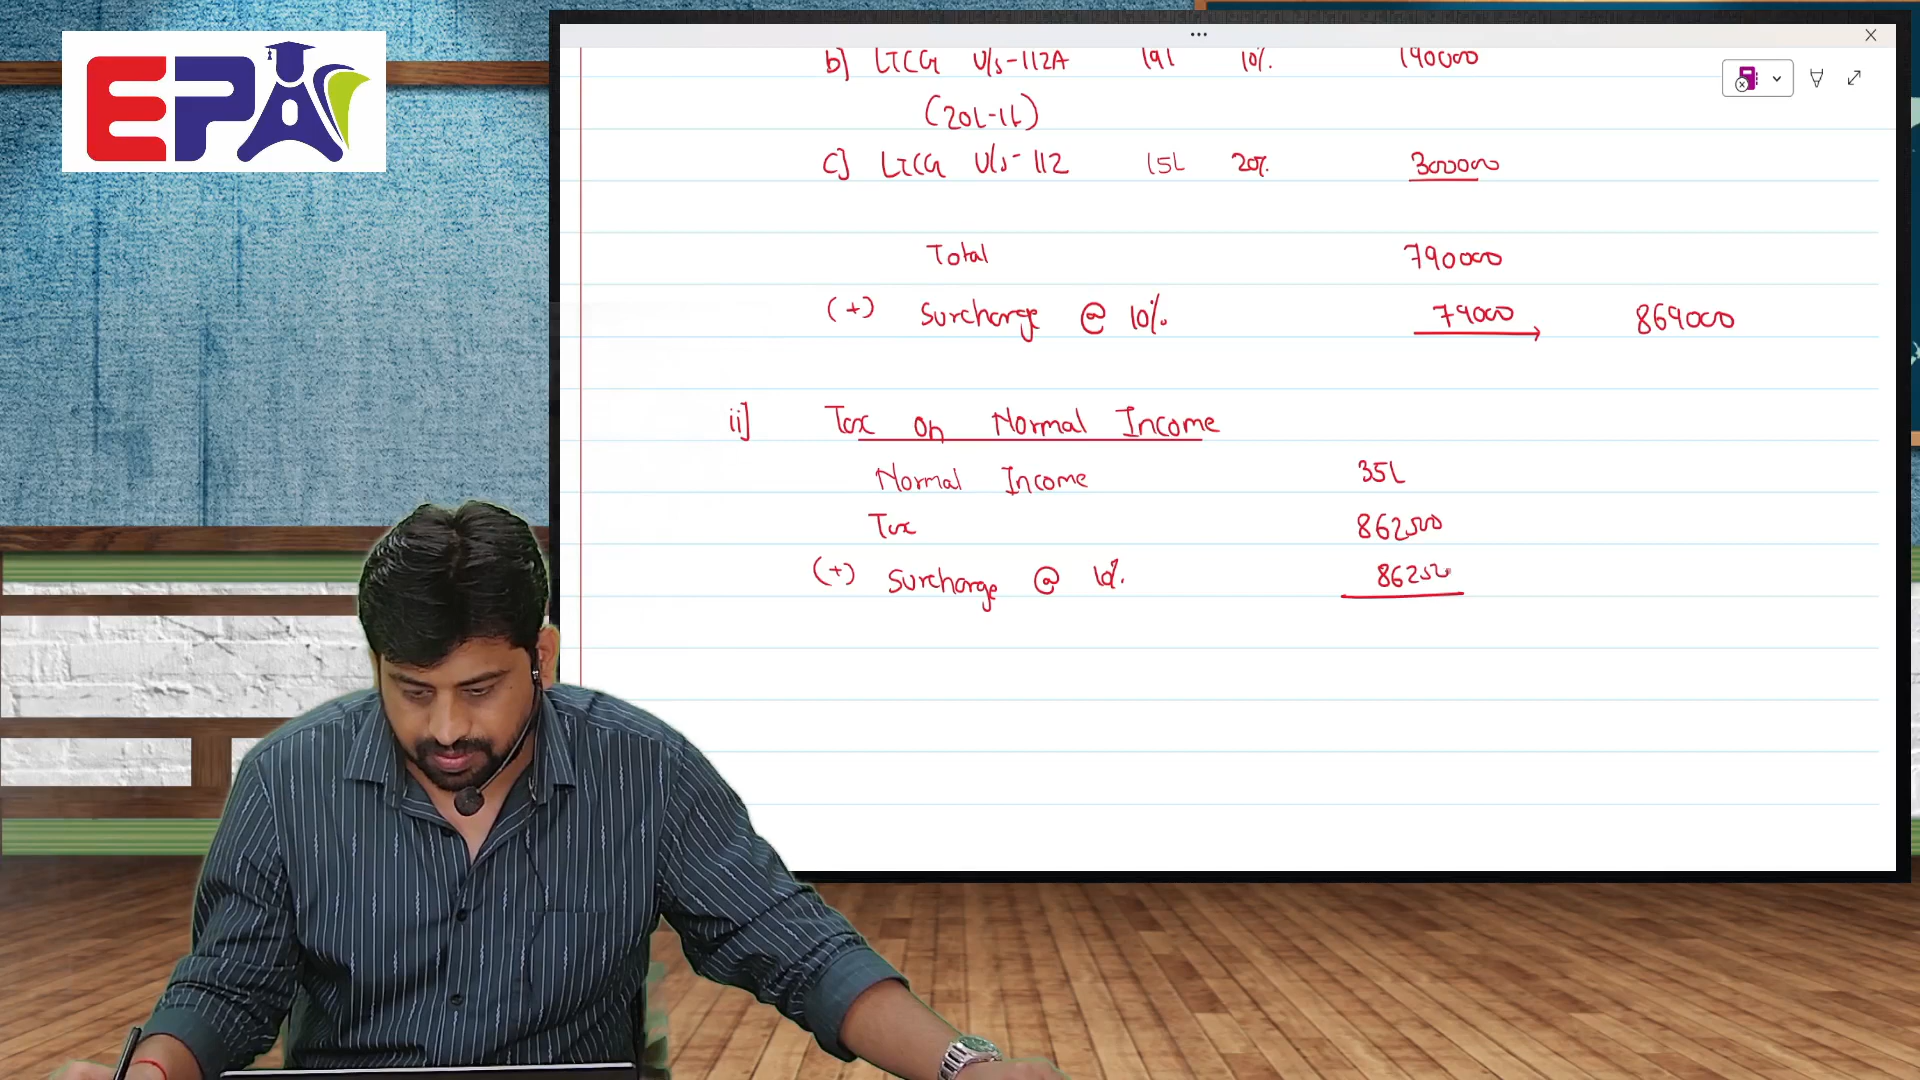 EPA
b] LTCG U/s-112A 19L 10% 190000
(20L-1L)
c] LTCG U/s-112 15L 20% 300000
Total 790000
(+) Surcharge @ 10% 79000 869000
ii] Tax on Normal Income
Normal Income 35L
Tax 862500
(+) Surcharge @ 10% 86250